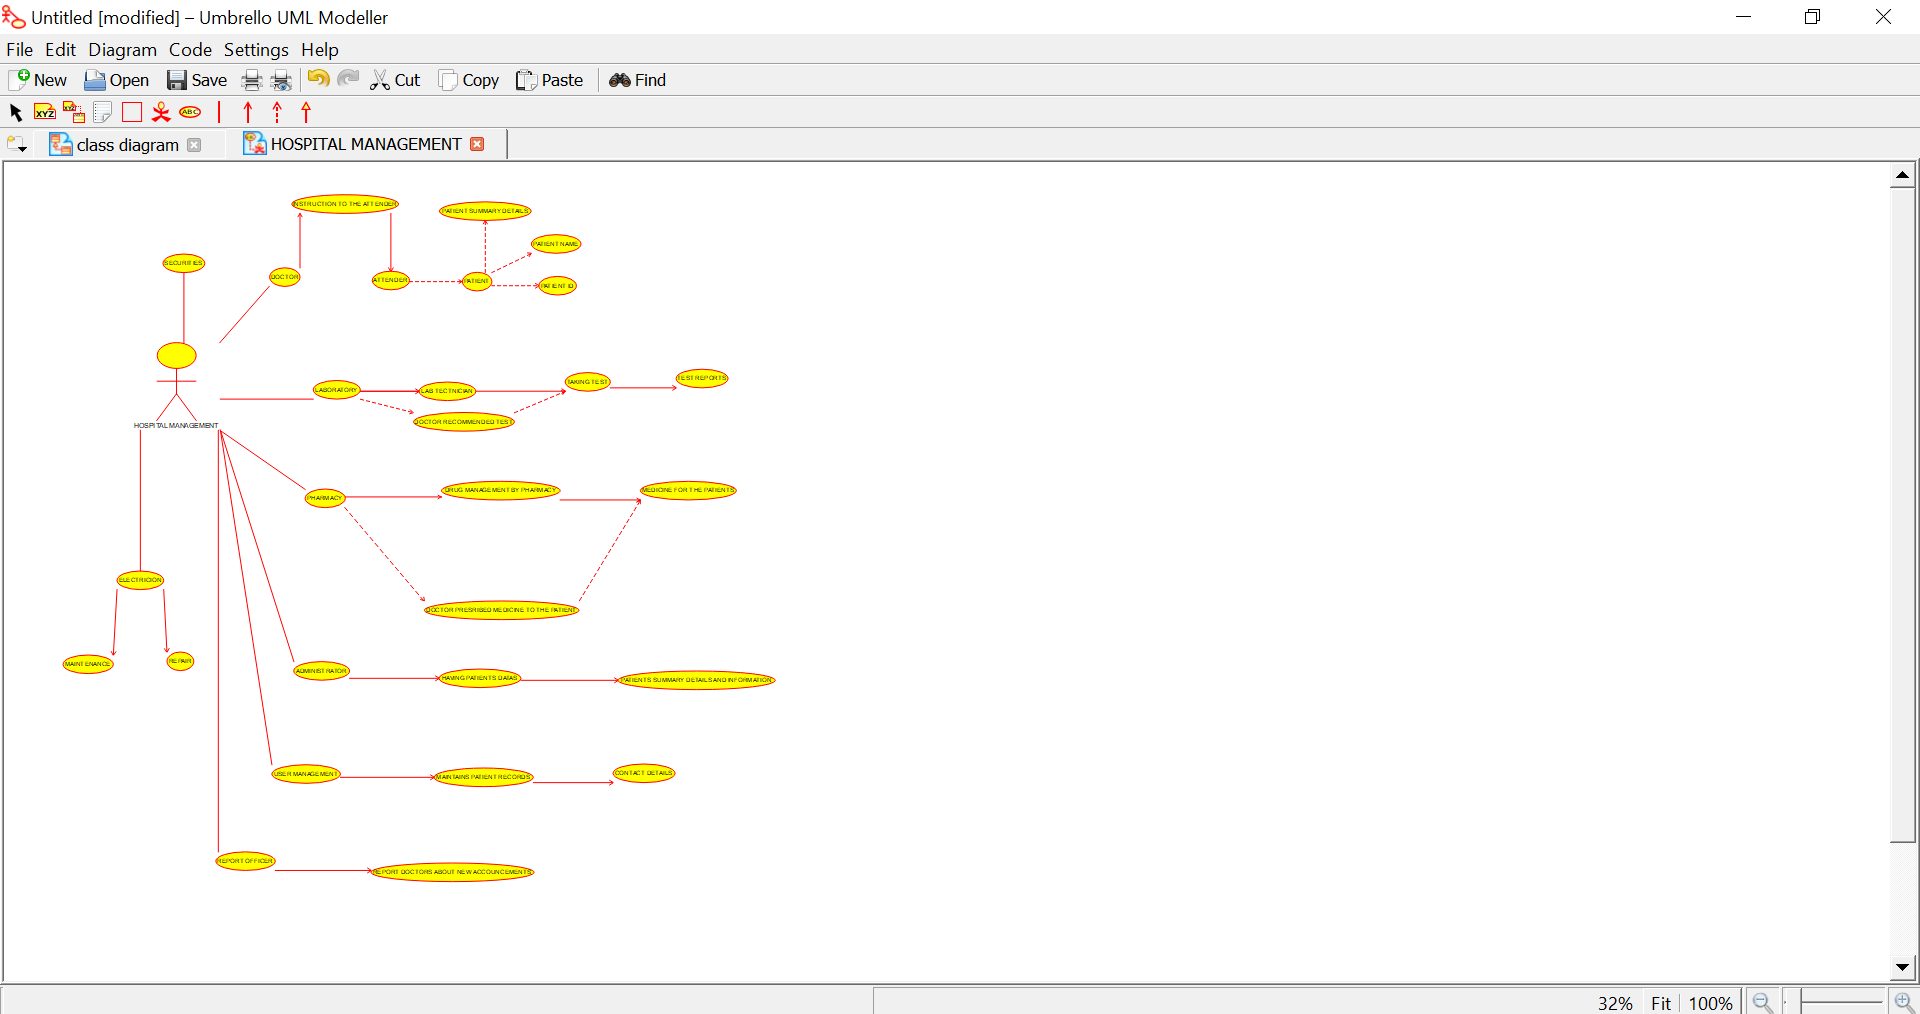 Untitled [modified] – Umbrello UML Modeller
File Edit Diagram Code Settings Help
New Open Save Cut Copy Paste Find
XYZ XYZ ABC
class diagram HOSPITAL MANAGEMENT
INSTRUCTION TO THE ATTENDER
PATIENT SUMMARY DETAILS
PATIENT NAME
SECURITIES
DOCTOR
ATTENDER
PATIENT
PATIENT ID
LABORATORY
LAB TECTNICIAN
TAKING TEST
TEST REPORTS
DOCTOR RECOMMENDED TEST
HOSPITAL MANAGEMENT
PHARMACY
DRUG MANAGEMENT BY PHARMACY
MEDICINE FOR THE PATIENTS
ELECTRICION
DOCTOR PRESRIBED MEDICINE TO THE PATIENT
MAINTENANCE
REPAIR
ADMINISTRATOR
HAVING PATIENTS DATAS
PATIENTS SUMMARY DETAILS AND INFORMATION
USER MANAGEMENT
MAINTAINS PATIENT RECORDS
CONTACT DETAILS
REPORT OFFICER
REPORT DOCTORS ABOUT NEW ACCOUNCEMENTS
32% Fit 100%